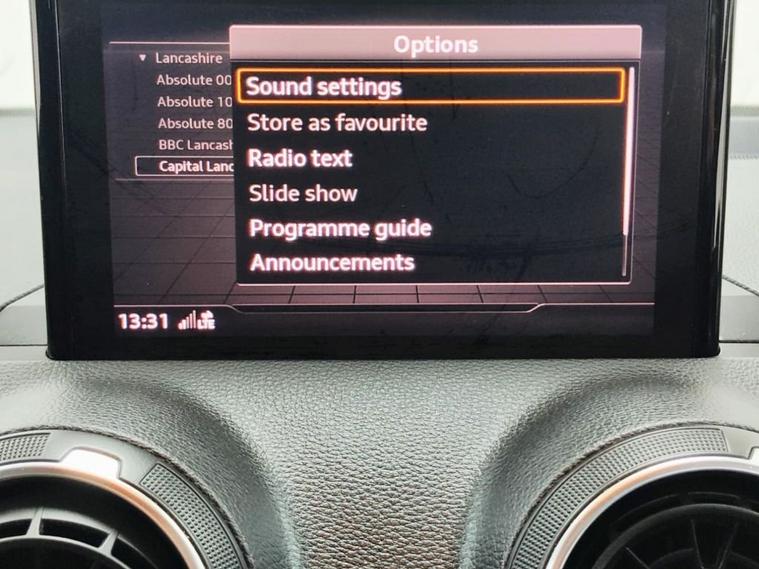 Options
Lancashire
Absolute 00
Absolute 10
Absolute 80
BBC Lancash
Capital Lanc
Sound settings
Store as favourite
Radio text
Slide show
Programme guide
Announcements
13:31 LTE